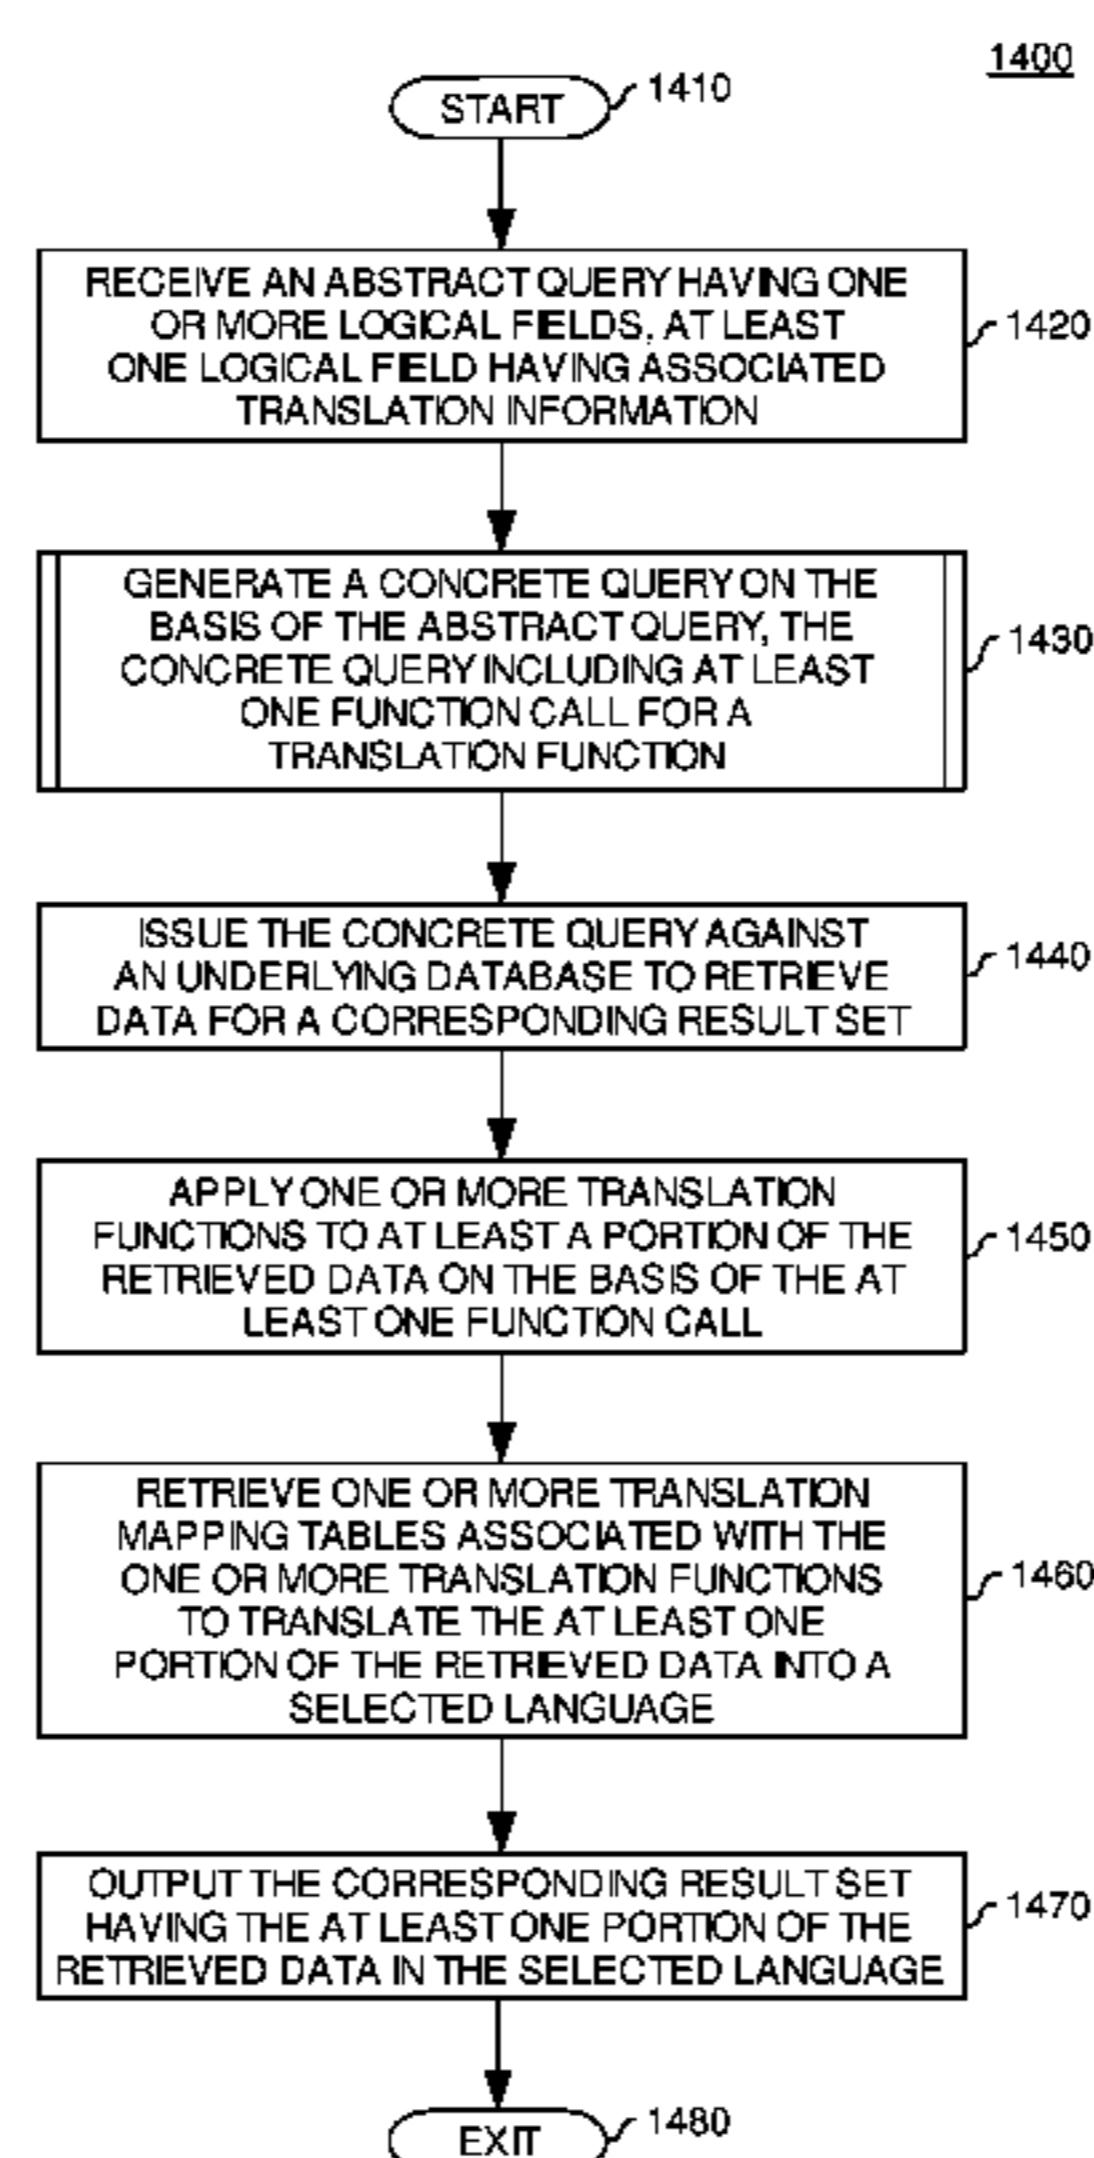 1400
START
1410
RECEIVE AN ABSTRACT QUERY HAVING ONE
OR MORE LOGICAL FIELDS, AT LEAST
ONE LOGICAL FIELD HAVING ASSOCIATED
TRANSLATION INFORMATION
1420
GENERATE A CONCRETE QUERY ON THE
BASIS OF THE ABSTRACT QUERY, THE
CONCRETE QUERY INCLUDING AT LEAST
ONE FUNCTION CALL FOR A
TRANSLATION FUNCTION
1430
ISSUE THE CONCRETE QUERY AGAINST
AN UNDERLYING DATABASE TO RETRIEVE
DATA FOR A CORRESPONDING RESULT SET
1440
APPLY ONE OR MORE TRANSLATION
FUNCTIONS TO AT LEAST A PORTION OF THE
RETRIEVED DATA ON THE BASIS OF THE AT
LEAST ONE FUNCTION CALL
1450
RETRIEVE ONE OR MORE TRANSLATION
MAPPING TABLES ASSOCIATED WITH THE
ONE OR MORE TRANSLATION FUNCTIONS
TO TRANSLATE THE AT LEAST ONE
PORTION OF THE RETRIEVED DATA INTO A
SELECTED LANGUAGE
1460
OUTPUT THE CORRESPONDING RESULT SET
HAVING THE AT LEAST ONE PORTION OF THE
RETRIEVED DATA IN THE SELECTED LANGUAGE
1470
EXIT
1480